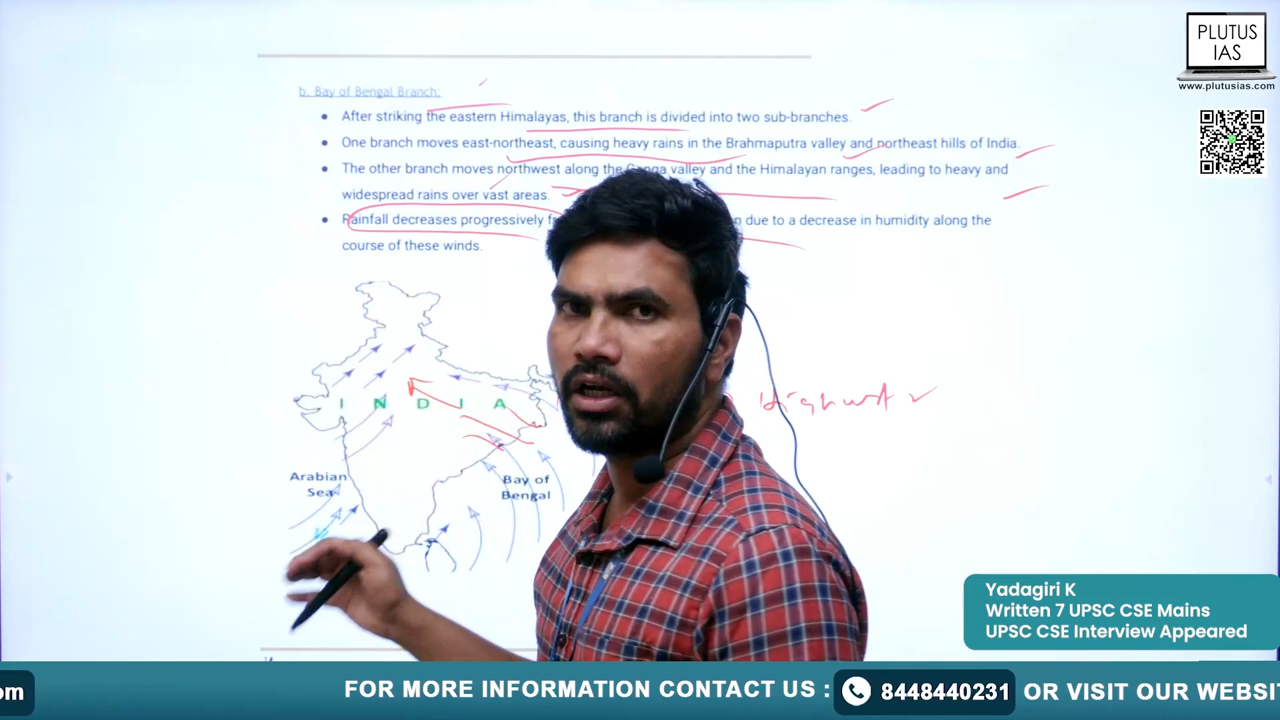 PLUTUS
IAS
www.plutusias.com
b. Bay of Bengal Branch:
After striking the eastern Himalayas, this branch is divided into two sub-branches.
One branch moves east-northeast, causing heavy rains in the Brahmaputra valley and northeast hills of India.
The other branch moves northwest along the Ganga valley and the Himalayan ranges, leading to heavy and
widespread rains over vast areas.
Rainfall decreases progressively due to a decrease in humidity along the
course of these winds.
I N D I A
Arabian
Sea
Bay of
Bengal
Yadagiri K
Written 7 UPSC CSE Mains
UPSC CSE Interview Appeared
om
FOR MORE INFORMATION CONTACT US : 8448440231 OR VISIT OUR WEBSI